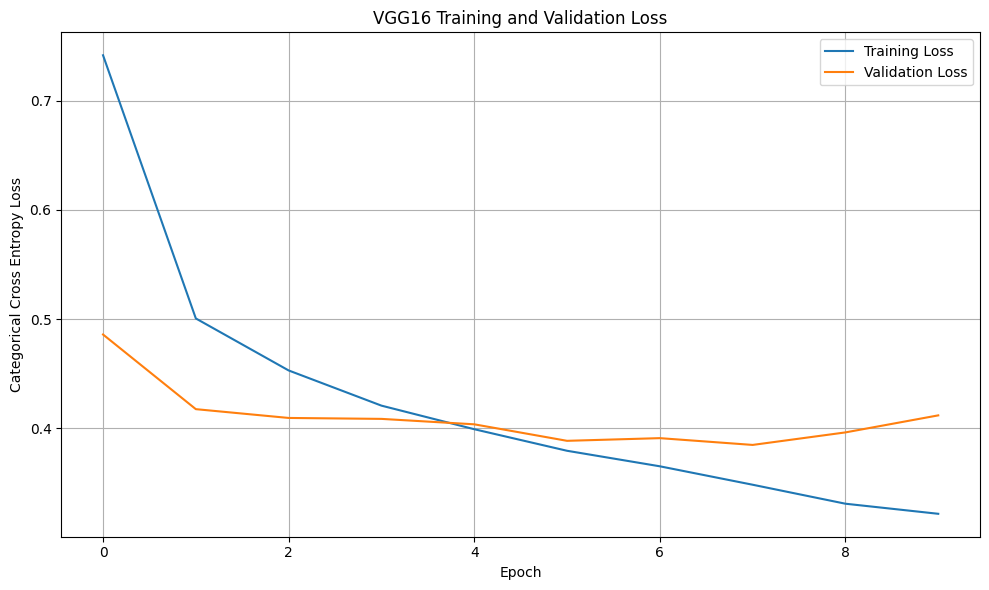 VGG16 Training and Validation Loss
Training Loss
Validation Loss
Categorical Cross Entropy Loss
0.7
0.6
0.5
0.4
0 2 4 6 8
Epoch